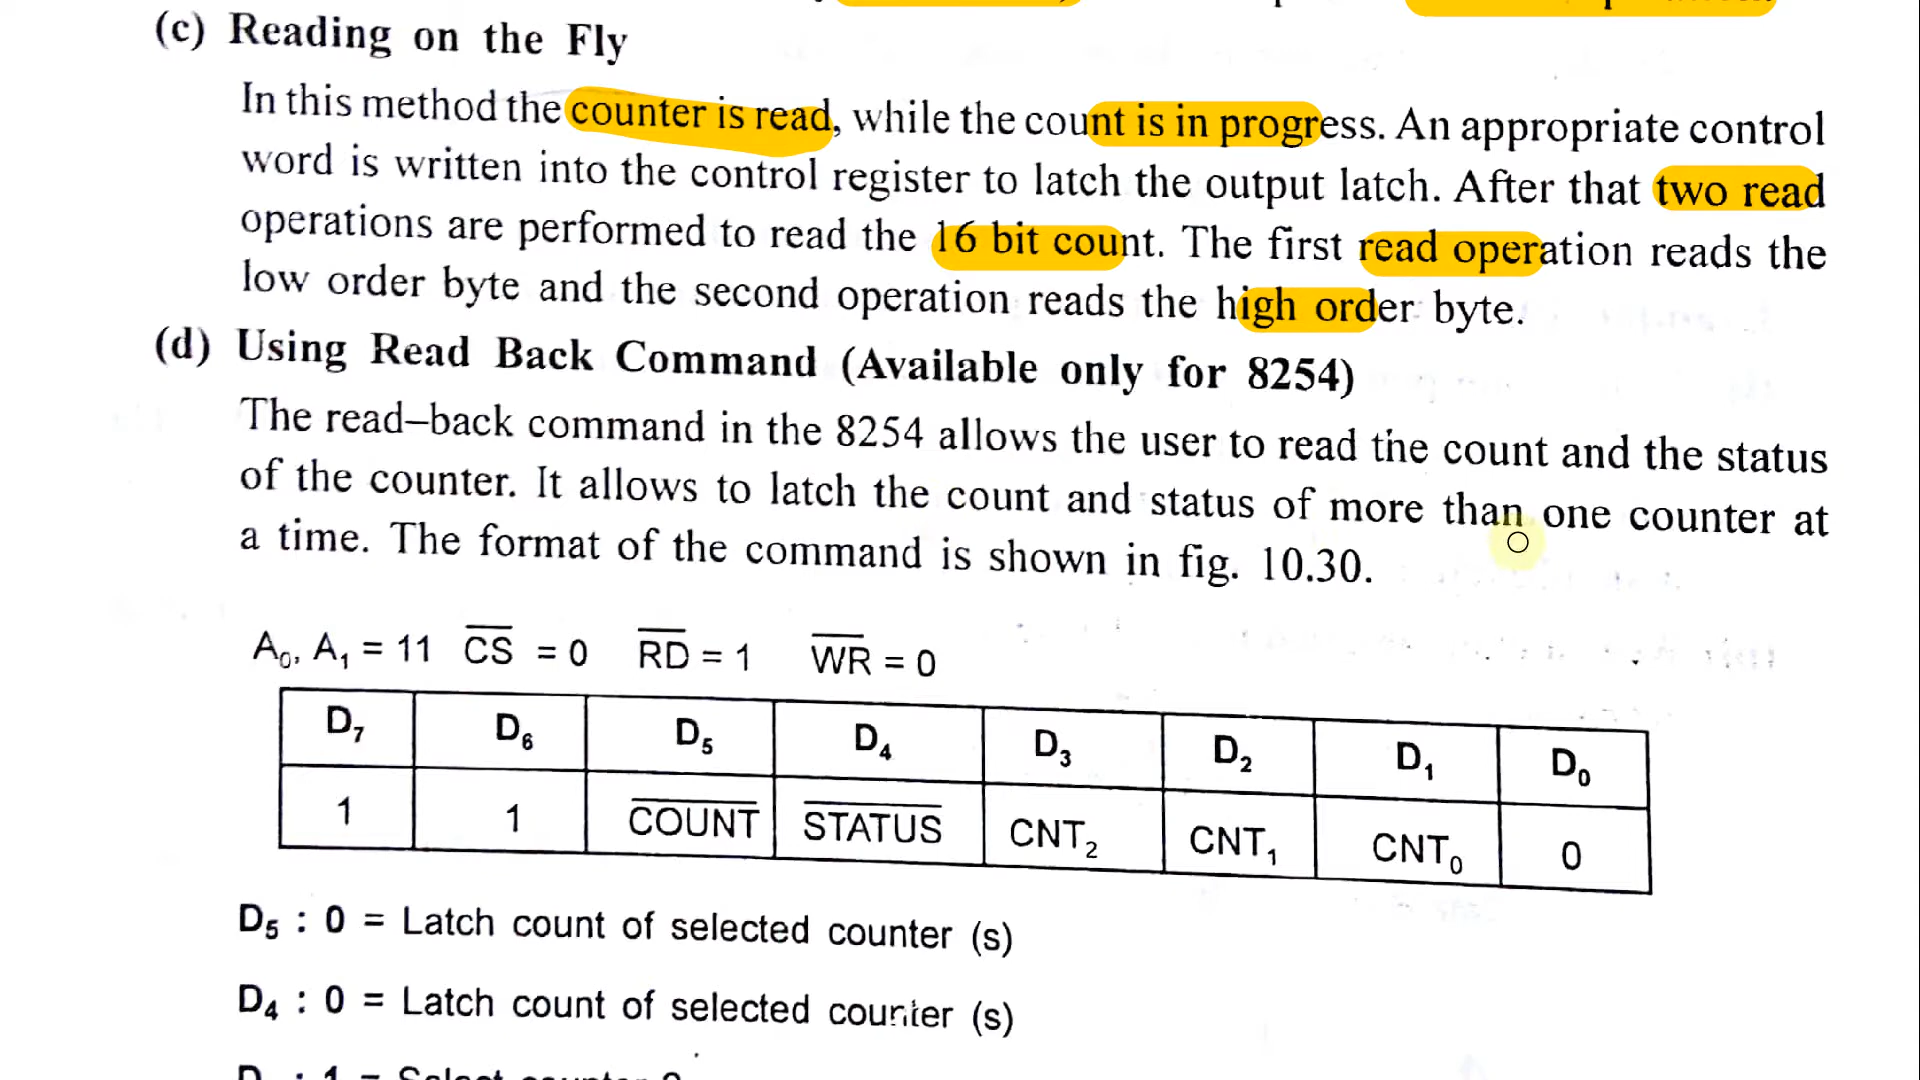 (c) Reading on the Fly
In this method the counter is read, while the count is in progress. An appropriate control
word is written into the control register to latch the output latch. After that two read
operations are performed to read the 16 bit count. The first read operation reads the
low order byte and the second operation reads the high order byte.
(d) Using Read Back Command (Available only for 8254)
The read–back command in the 8254 allows the user to read the count and the status
of the counter. It allows to latch the count and status of more than one counter at
a time. The format of the command is shown in fig. 10.30.
A₀, A₁ = 11 C̅S̅ = 0 R̅D̅ = 1 W̅R̅ = 0
D₇ D₆ D₅ D₄ D₃ D₂ D₁ D₀
1 1 C̅O̅U̅N̅T̅ S̅T̅A̅T̅U̅S̅ CNT₂ CNT₁ CNT₀ 0
D₅ : 0 = Latch count of selected counter (s)
D₄ : 0 = Latch count of selected counter (s)
: 1 = Select counter